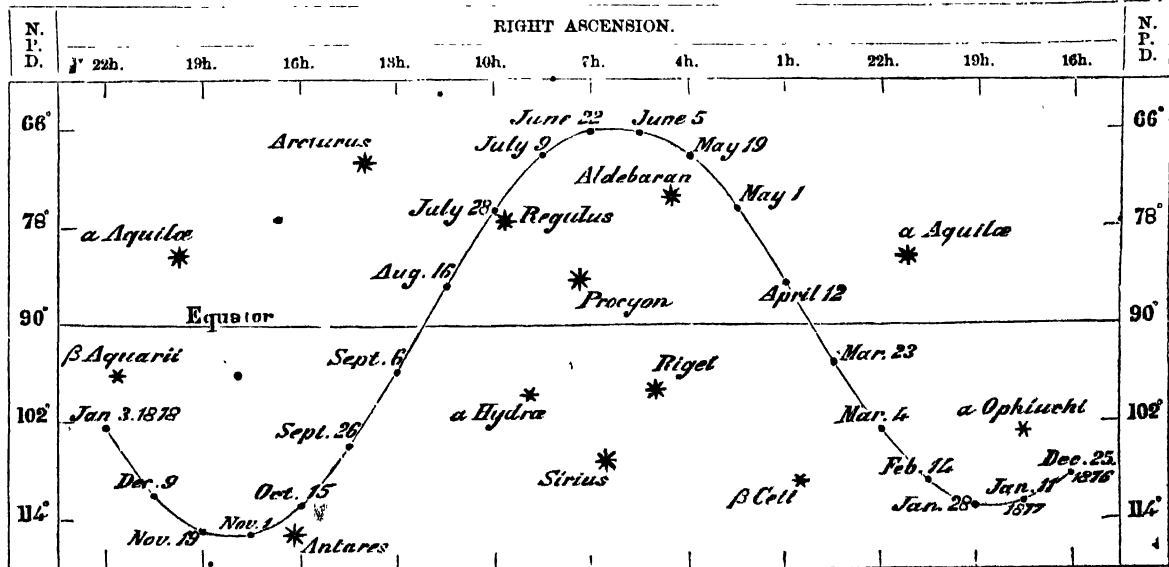 RIGHT ASCENSION.
N. P. D.
22h. 19h. 16h. 13h. 10h. 7h. 4h. 1h. 22h. 19h. 16h.
N. P. D.
66° June 22 June 5 66°
Arcturus July 9 May 19
Aldebaran
July 28 Regulus May 1
78° 78°
α Aquilæ α Aquilæ
Aug. 16
Procyon April 12
Equator
90° 90°
β Aquarii Sept. 6 Rigel Mar. 23
102° 102°
Jan 3. 1878 α Hydræ Mar. 4 α Ophiuchi
Sept. 26
Sirius Feb. 14 Dec. 25. 1876
Dec. 9 Oct. 15 β Ceti Jan. 28 Jan. 11 1877
114° 114°
Nov. 19 Nov. 1
Antares